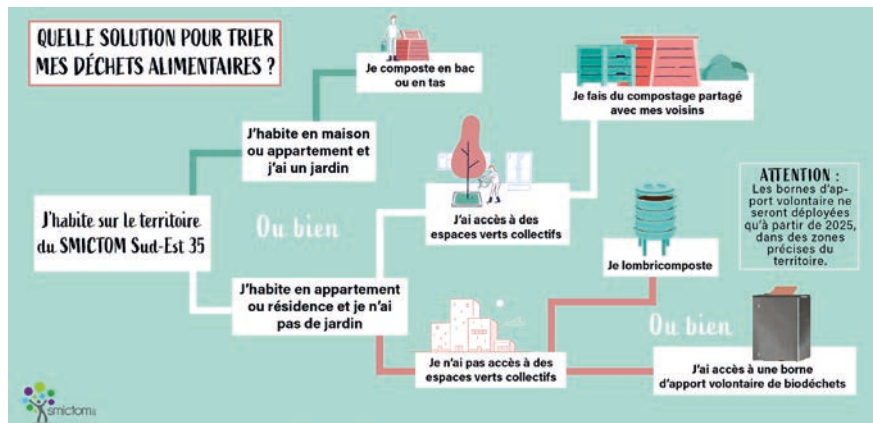 QUELLE SOLUTION POUR TRIER
MES DÉCHETS ALIMENTAIRES ?
Je composte en bac
ou en tas
Je fais du compostage partagé
avec mes voisins
J'habite en maison
ou appartement et
j'ai un jardin
ATTENTION :
Les bornes d'ap-
port volontaire ne
seront déployées
qu'à partir de 2025,
dans des zones
précises du
territoire.
J'habite sur le territoire
du SMICTOM Sud-Est 35
Ou bien
J'ai accès à des
espaces verts collectifs
Je lombricomposte
J'habite en appartement
ou résidence et je n'ai
pas de jardin
Ou bien
Je n'ai pas accès à des
espaces verts collectifs
J'ai accès à une borne
d'apport volontaire de biodéchets
smictom